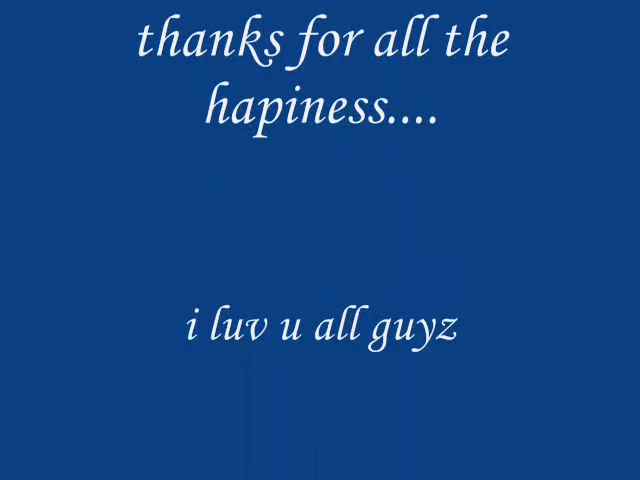 thanks for all the
hapiness....
i luv u all guyz